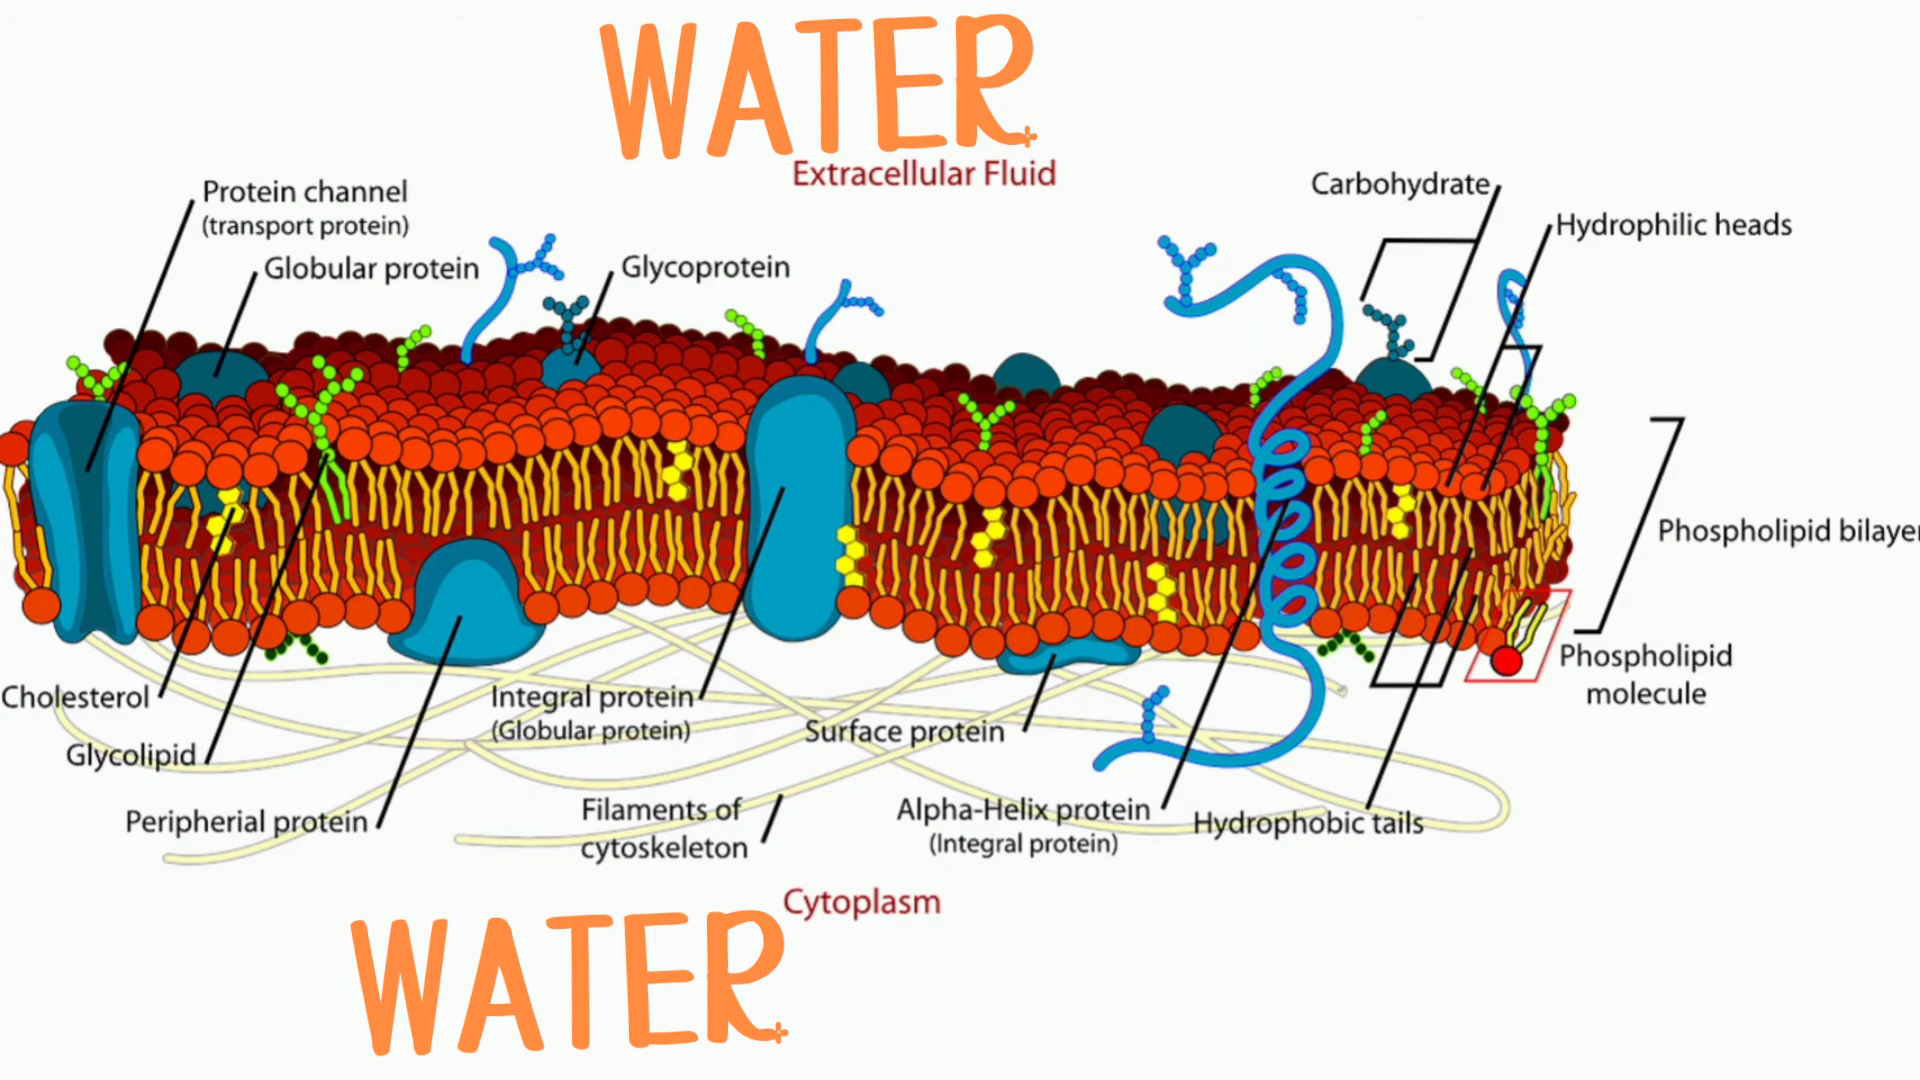 WATER
Extracellular Fluid
Protein channel
(transport protein)
Globular protein
Glycoprotein
Carbohydrate
Hydrophilic heads
Phospholipid bilayer
Phospholipid
molecule
Cholesterol
Glycolipid
Peripherial protein
Integral protein
(Globular protein)
Surface protein
Filaments of
cytoskeleton
Alpha-Helix protein
(Integral protein)
Hydrophobic tails
Cytoplasm
WATER